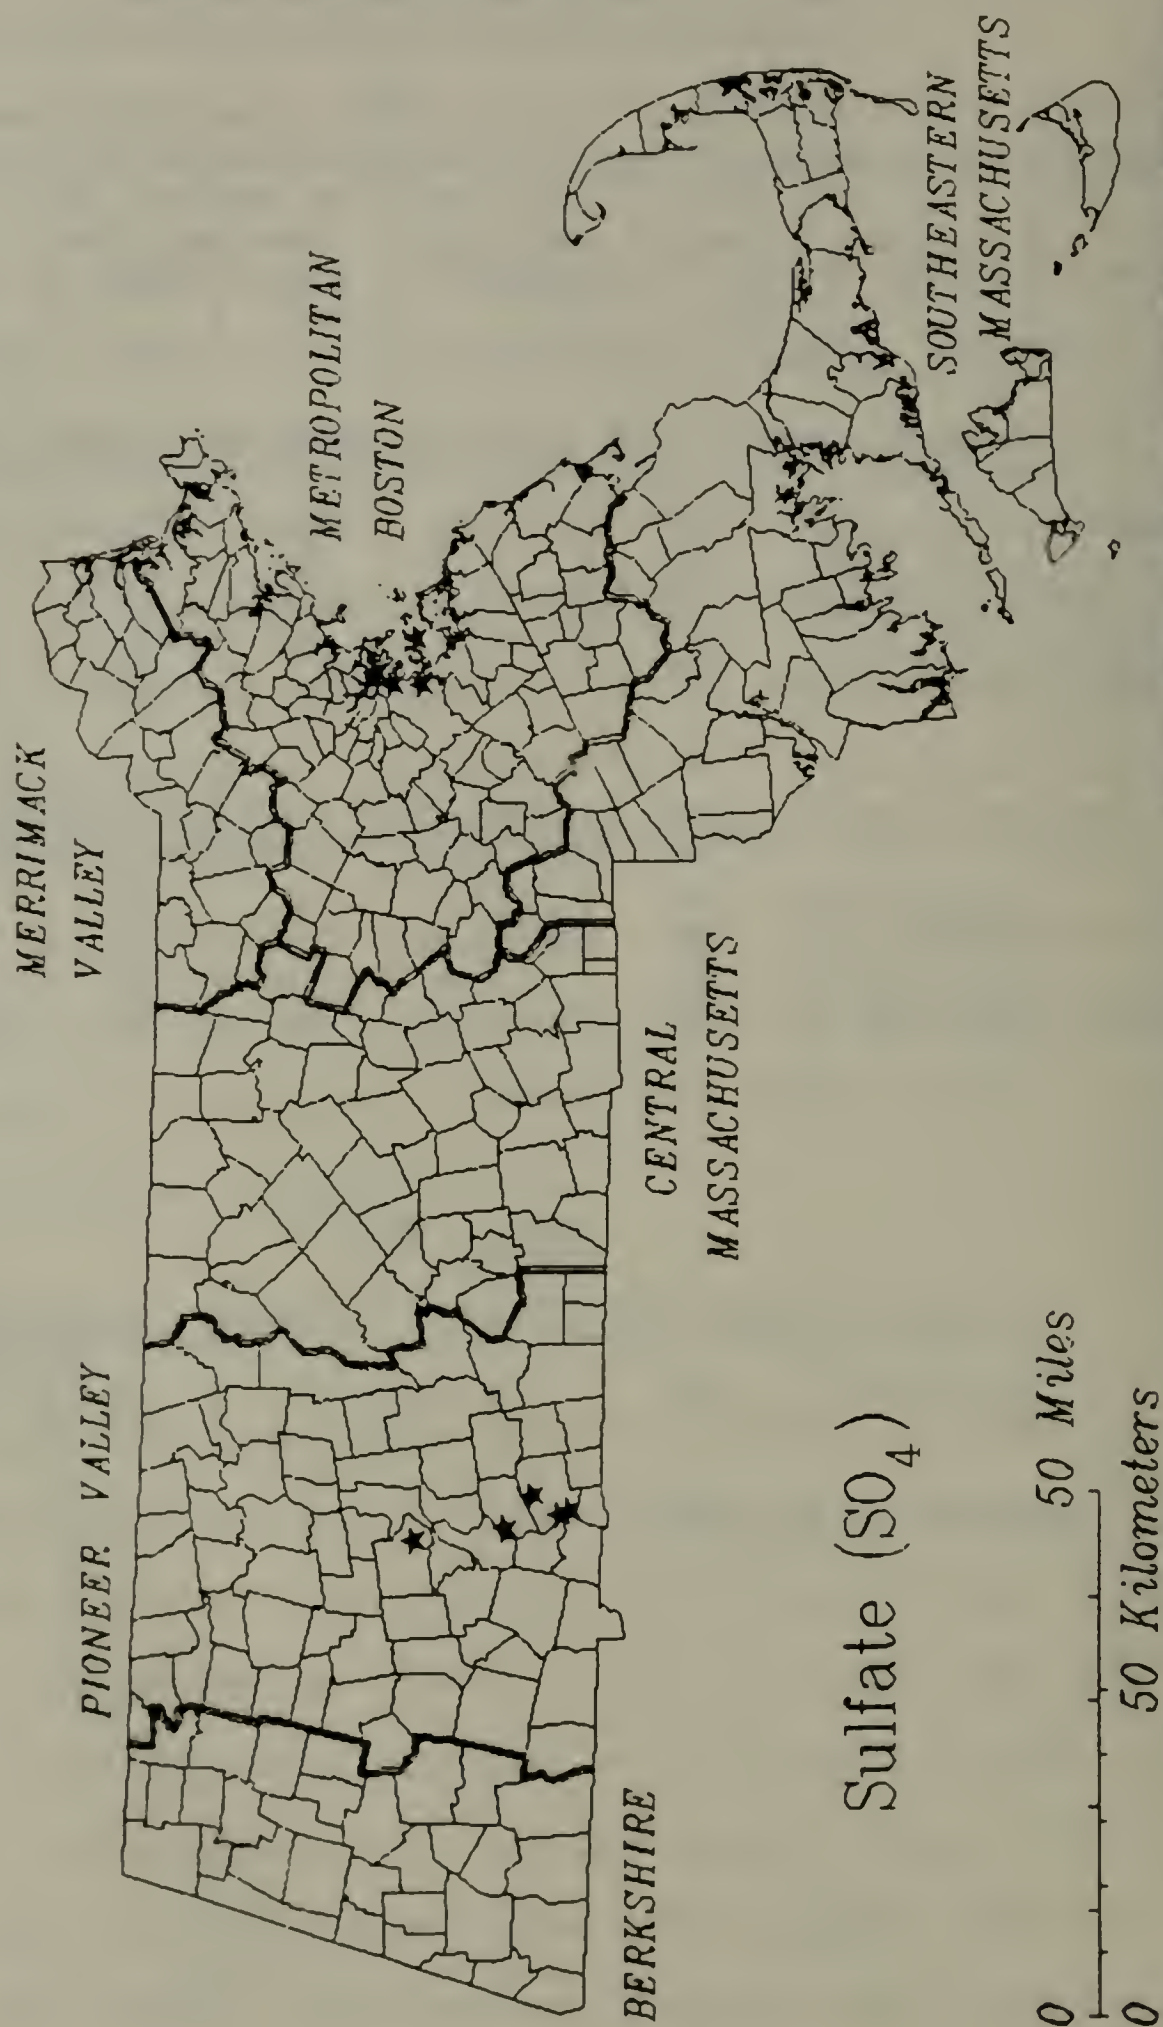 MERRIMACK
VALLEY
METROPOLITAN
BOSTON
PIONEER VALLEY
SOUTHEASTERN
MASSACHUSETTS
CENTRAL
MASSACHUSETTS
BERKSHIRE
Sulfate (SO4)
0 50 Miles
0 50 Kilometers